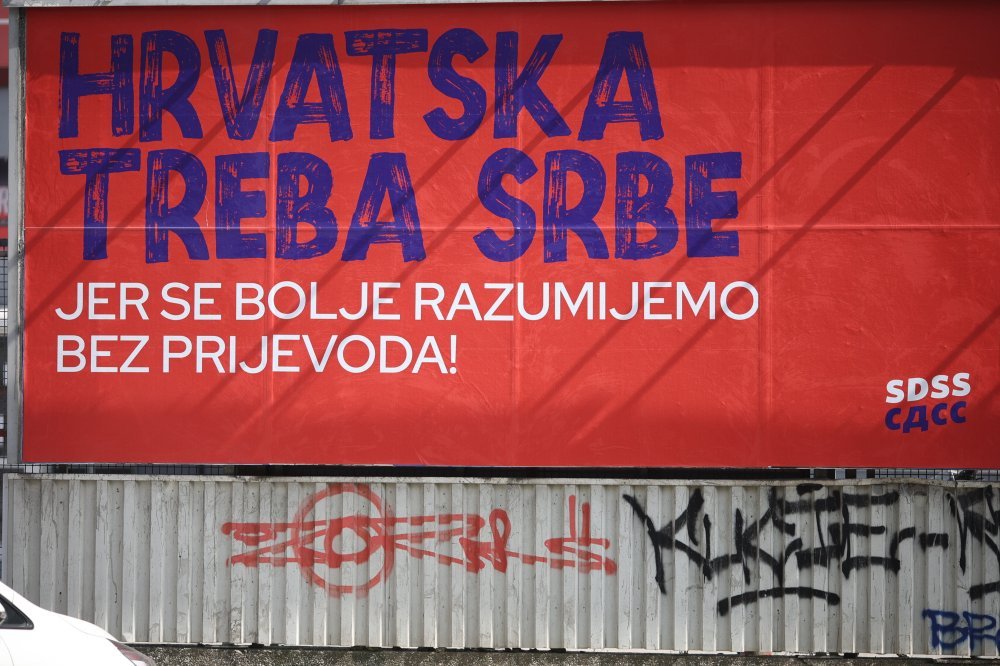 HRVATSKA
TREBA SRBE
JER SE BOLJE RAZUMIJEMO
BEZ PRIJEVODA!
SDSS
СДСС